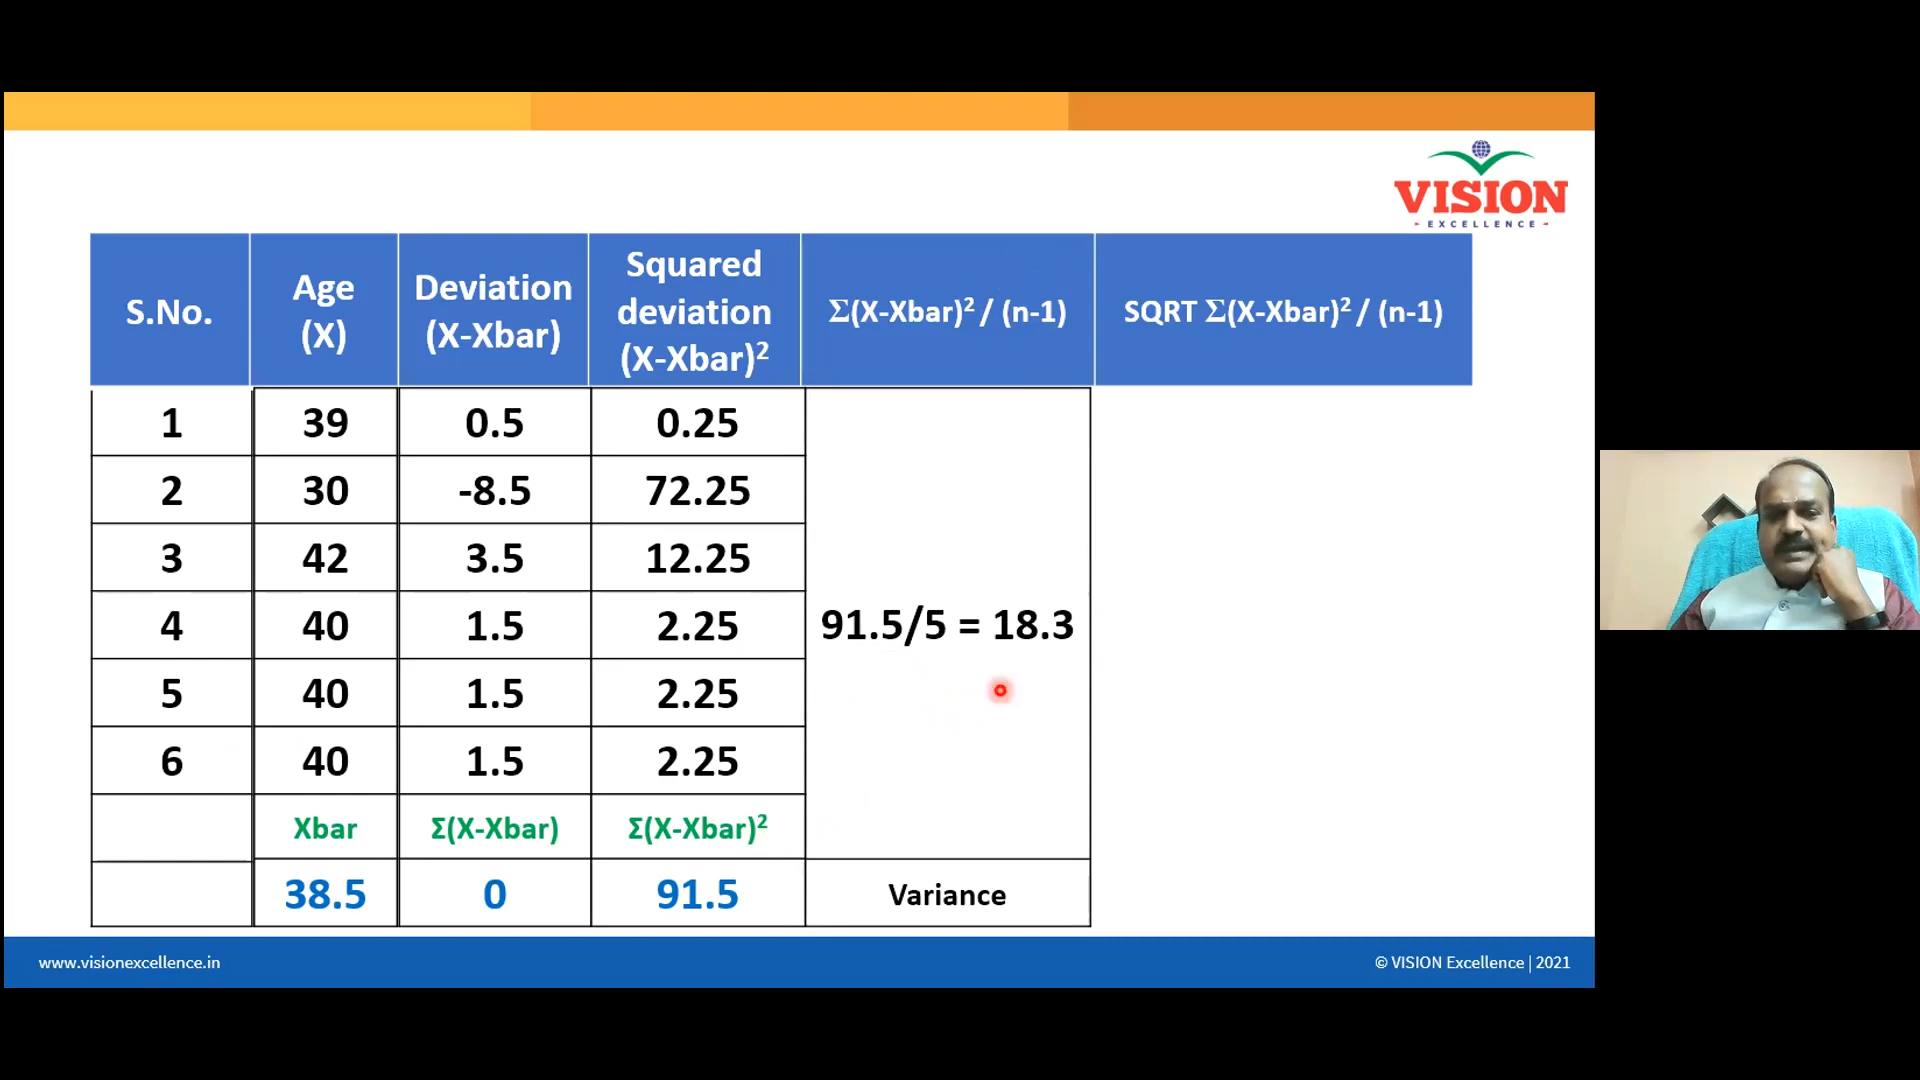 VISION
EXCELLENCE
S.No.
Age
(X)
Deviation
(X-Xbar)
Squared
deviation
(X-Xbar)²
Σ(X-Xbar)² / (n-1)
SQRT Σ(X-Xbar)² / (n-1)
1 39 0.5 0.25
2 30 -8.5 72.25
3 42 3.5 12.25
4 40 1.5 2.25 91.5/5 = 18.3
5 40 1.5 2.25
6 40 1.5 2.25
Xbar Σ(X-Xbar) Σ(X-Xbar)²
38.5 0 91.5 Variance
www.visionexcellence.in
© VISION Excellence | 2021